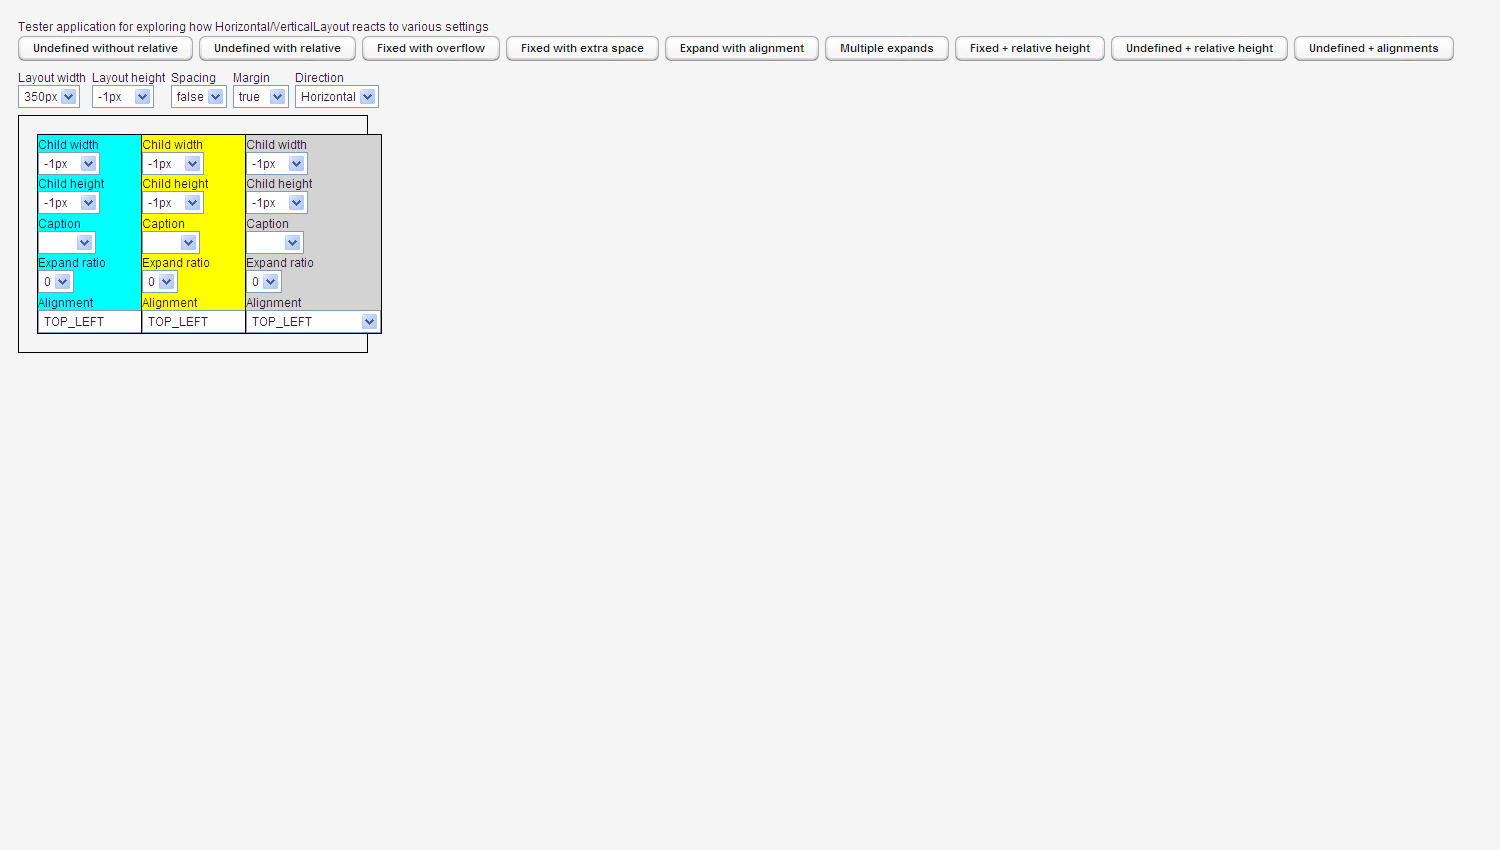 Tester application for exploring how Horizontal/VerticalLayout reacts to various settings
Undefined without relative Undefined with relative Fixed with overflow Fixed with extra space Expand with alignment Multiple expands Fixed + relative height Undefined + relative height Undefined + alignments
Layout width Layout height Spacing Margin Direction
350px -1px false true Horizontal
Child width Child width Child width
-1px -1px -1px
Child height Child height Child height
-1px -1px -1px
Caption Caption Caption
Expand ratio Expand ratio Expand ratio
0 0 0
Alignment Alignment Alignment
TOP_LEFT TOP_LEFT TOP_LEFT